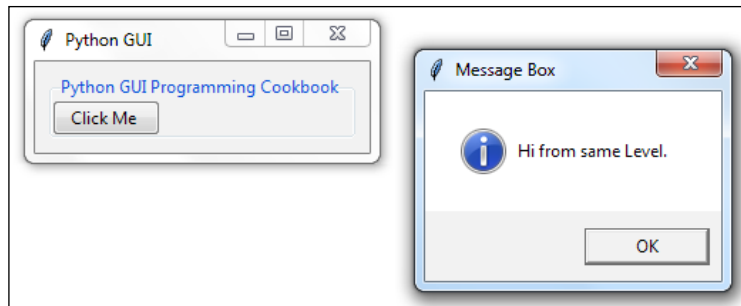 Python GUI
Python GUI Programming Cookbook
Click Me
Message Box
Hi from same Level.
OK